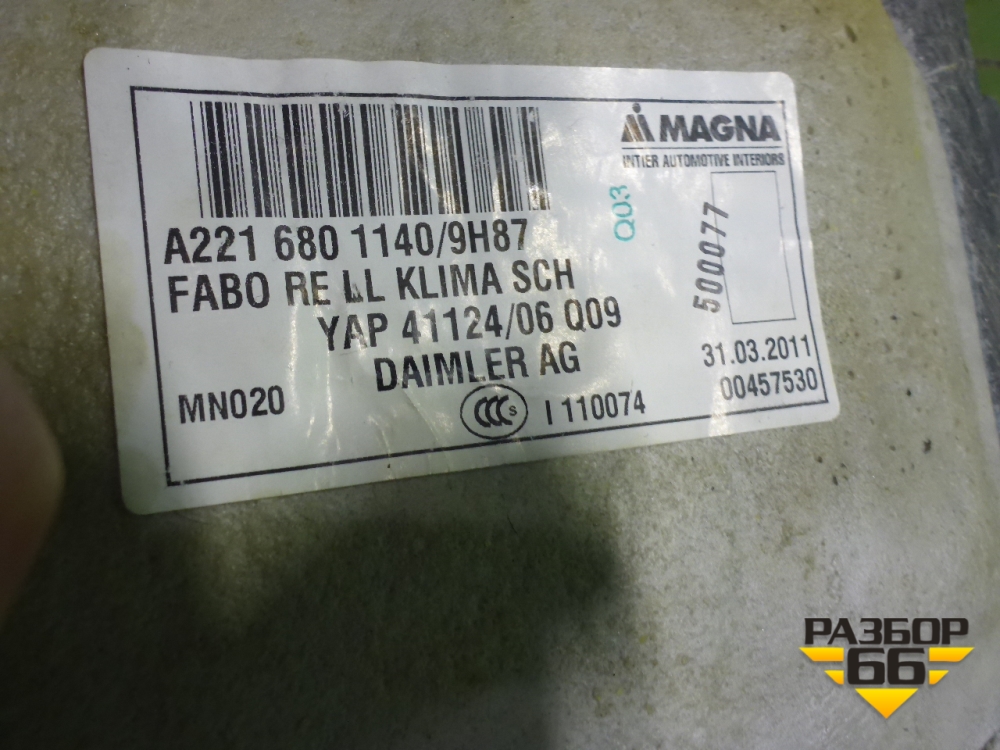 MAGNA
INTIER AUTOMOTIVE INTERIORS
Q03
500077
A221 680 1140/9H87
FABO RE LL KLIMA SCH
YAP 41124/06 Q09
DAIMLER AG
31.03.2011
MN020
CCC S
I 110074
00457530
РАЗБОР
66